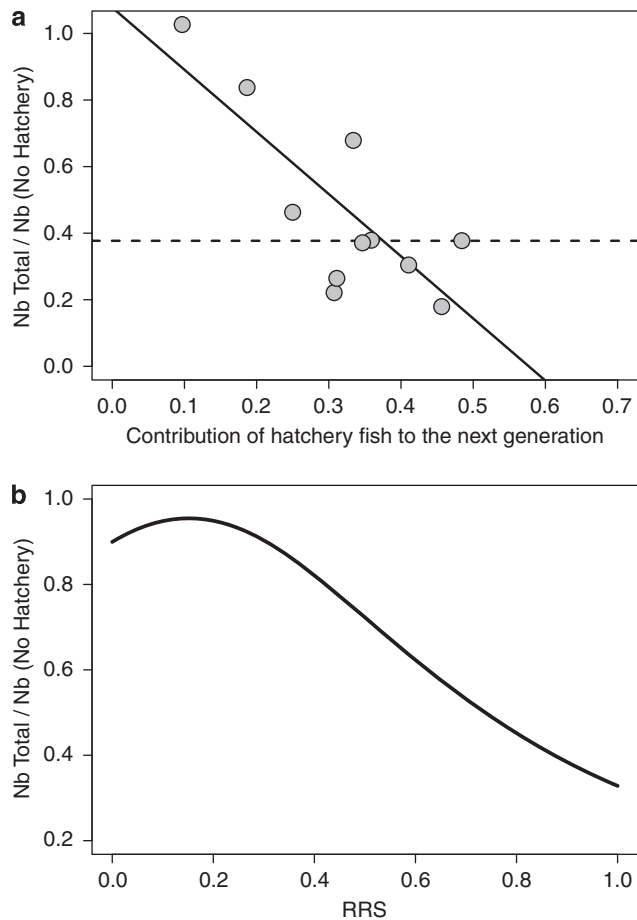 a
Nb Total / Nb (No Hatchery)
1.0
0.8
0.6
0.4
0.2
0.0
0.0 0.1 0.2 0.3 0.4 0.5 0.6 0.7
Contribution of hatchery fish to the next generation
b
Nb Total / Nb (No Hatchery)
1.0
0.8
0.6
0.4
0.2
0.0 0.2 0.4 0.6 0.8 1.0
RRS